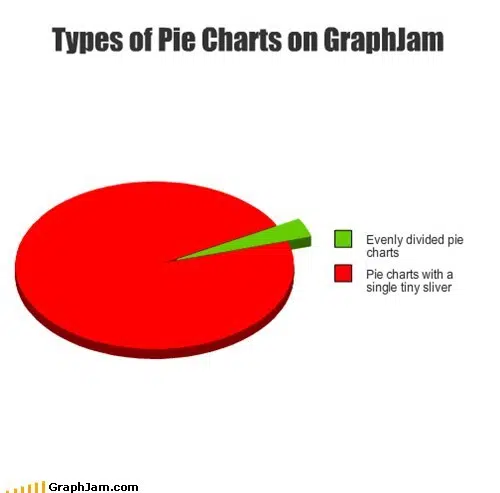 Types of Pie Charts on GraphJam
Evenly divided pie
charts
Pie charts with a
single tiny sliver
GraphJam.com